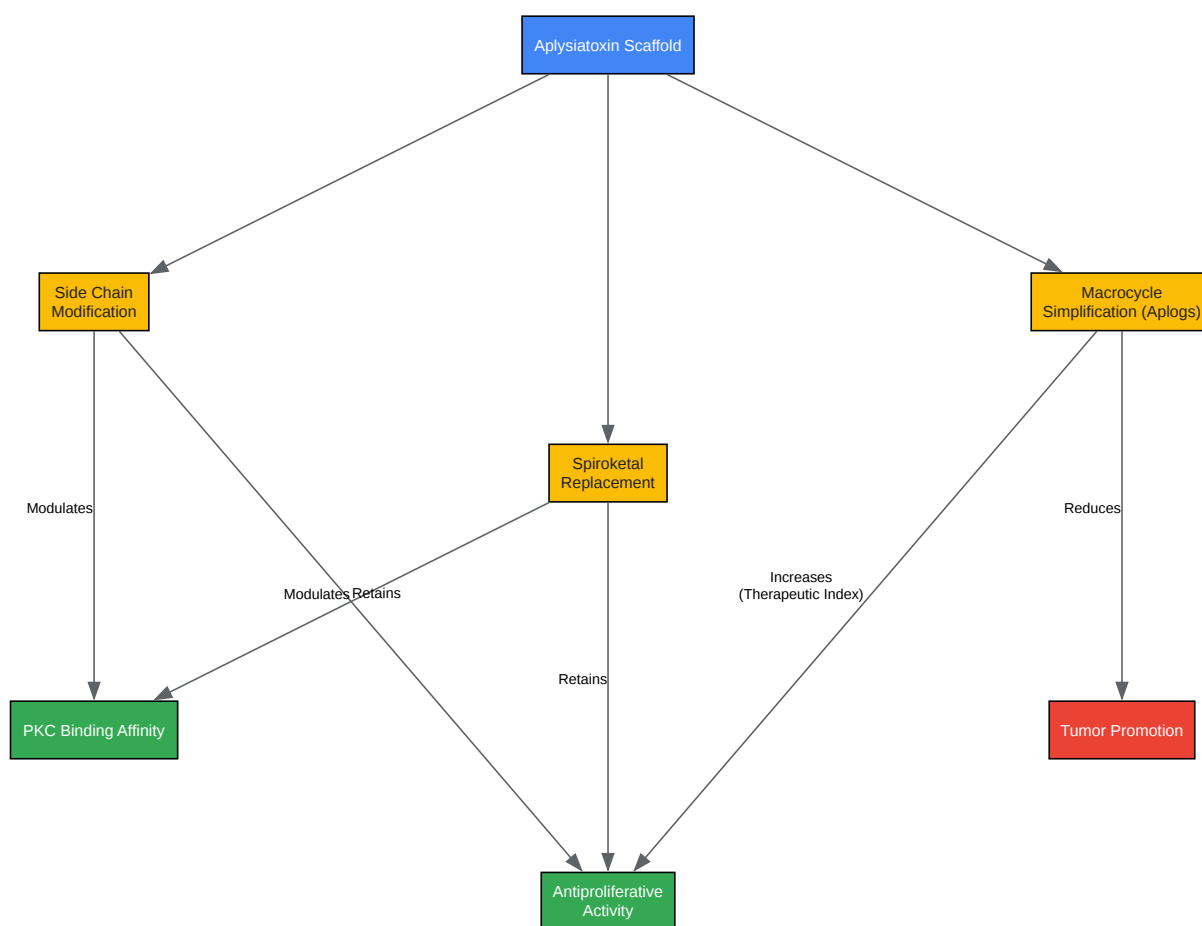 Aplysiatoxin Scaffold
Side Chain
Modification
Macrocycle
Simplification (Aplogs)
Spiroketal
Replacement
Modulates
Reduces
Increases
(Therapeutic Index)
Modulates
Retains
Retains
PKC Binding Affinity
Tumor Promotion
Antiproliferative
Activity